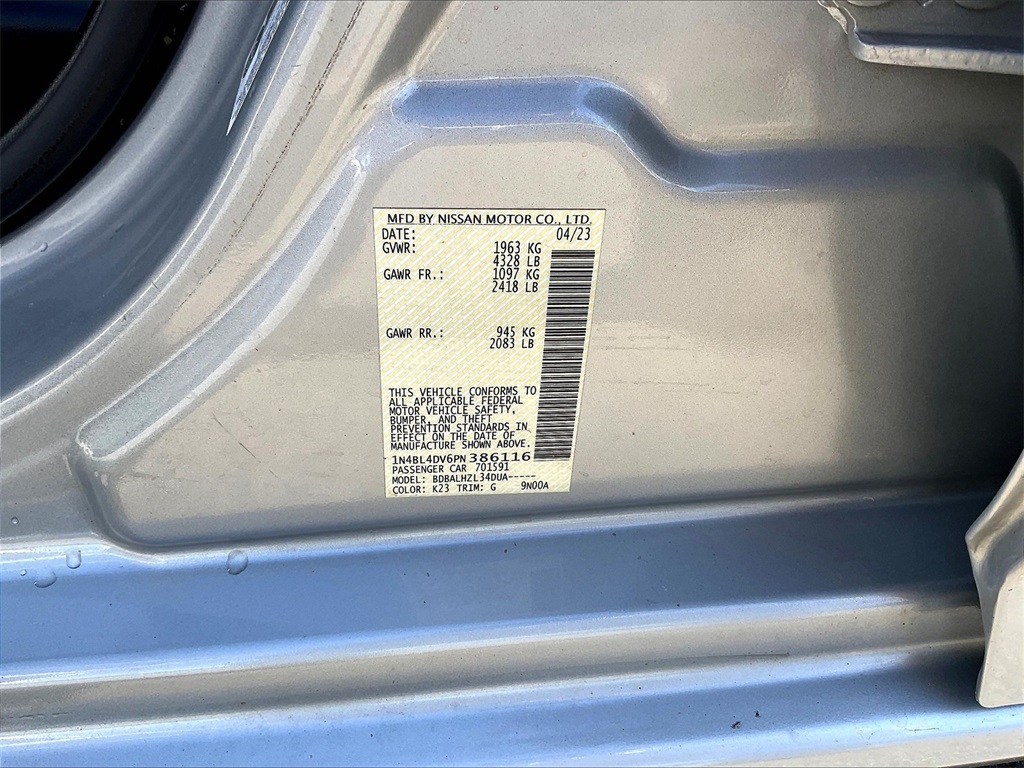 MFD BY NISSAN MOTOR CO., LTD.
DATE: 04/23
GVWR: 1963 KG
4328 LB
GAWR FR.: 1097 KG
2418 LB
GAWR RR.: 945 KG
2083 LB
THIS VEHICLE CONFORMS TO
ALL APPLICABLE FEDERAL
MOTOR VEHICLE SAFETY,
BUMPER, AND THEFT
PREVENTION STANDARDS IN
EFFECT ON THE DATE OF
MANUFACTURE SHOWN ABOVE.
1N4BL4DV6PN386116
PASSENGER CAR 701591
MODEL: BDBALHZL34DUA-----
COLOR: K23 TRIM: G 9N00A